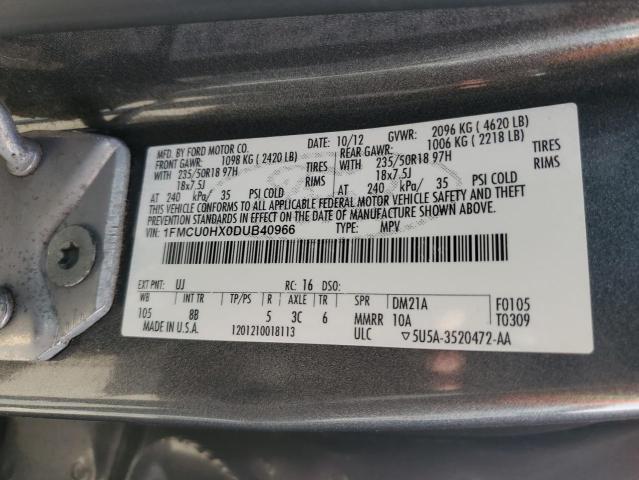 MFD. BY FORD MOTOR CO. DATE: 10/12 GVWR: 2096 KG ( 4620 LB)
FRONT GAWR: 1098 KG ( 2420 LB) REAR GAWR: 1006 KG ( 2218 LB)
WITH 235/50R18 97H TIRES WITH 235/50R18 97H TIRES
18x7.5J RIMS 18x7.5J RIMS
AT 240 kPa/ 35 PSI COLD AT 240 kPa/ 35 PSI COLD
THIS VEHICLE CONFORMS TO ALL APPLICABLE FEDERAL MOTOR VEHICLE SAFETY AND THEFT
PREVENTION STANDARDS IN EFFECT ON THE DATE OF MANUFACTURE SHOWN ABOVE.
VIN: 1FMCU0HX0DUB40966 TYPE: MPV
EXT PNT: UJ RC: 16 DSO:
WB INT TR TP/PS R AXLE TR SPR DM21A F0105
105 8B 5 3C 6 MMRR 10A T0309
MADE IN U.S.A. 1201210018113 ULC ▽5U5A-3520472-AA